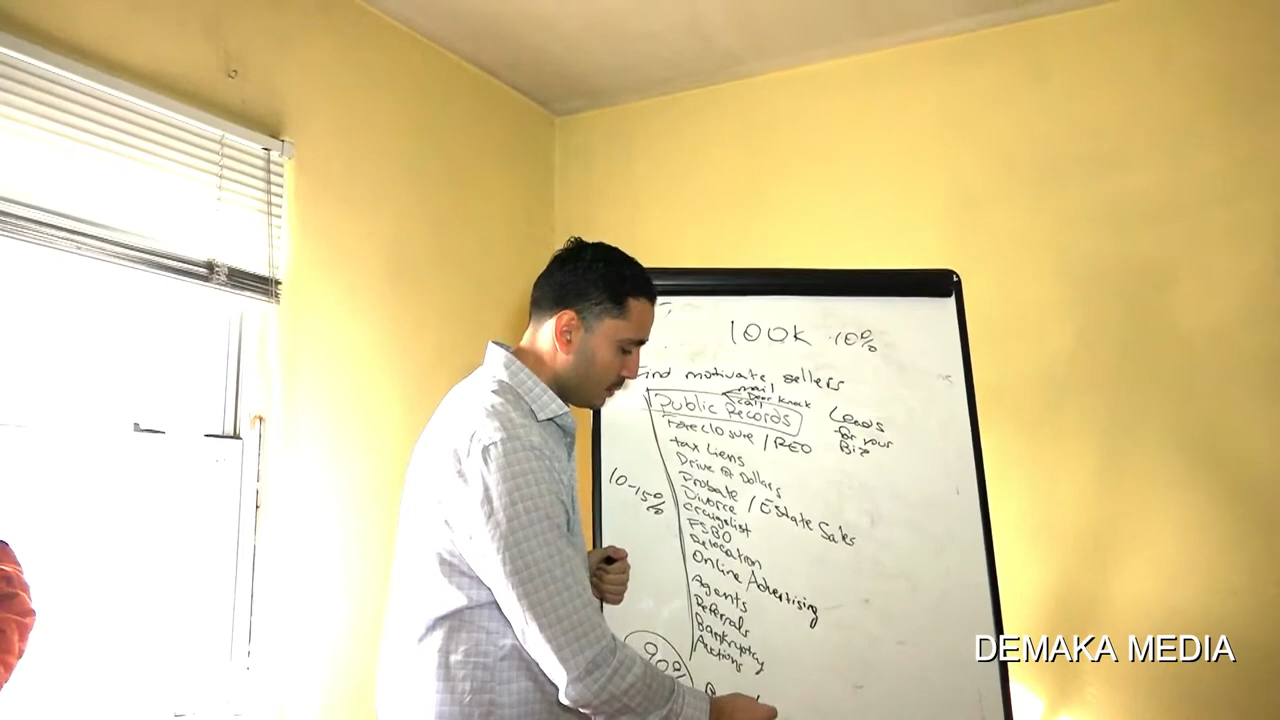 100K 10%
Find motivate sellers
mail
Door knock
call
Public Records
Leads
for your
Biz
Foreclosure / REO
tax Liens
Drive 4 Dollars
Probate / Estate Sales
Divorce
craigslist
FSBO
Relocation
Online Advertising
Agents
Referrals
Bankruptcy
Auctions
10-15%
90%
DEMAKA MEDIA